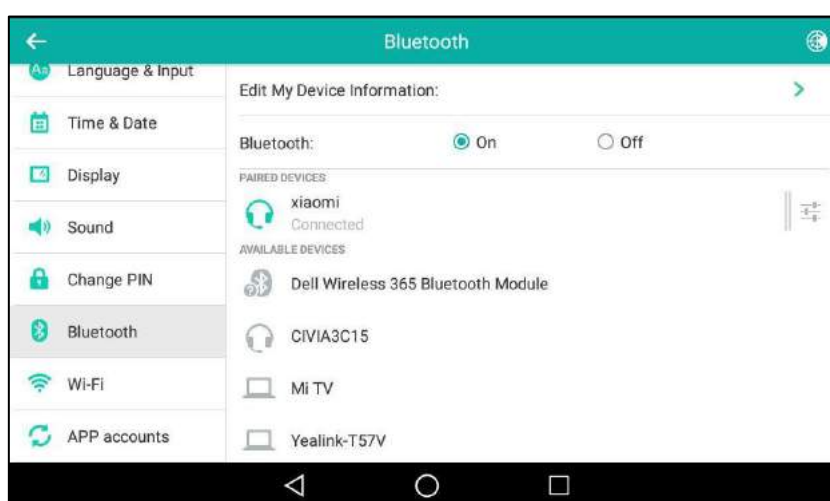 Bluetooth
Language & Input
Time & Date
Display
Sound
Change PIN
Bluetooth
Wi-Fi
APP accounts
Edit My Device Information:
Bluetooth: On Off
PAIRED DEVICES
xiaomi
Connected
AVAILABLE DEVICES
Dell Wireless 365 Bluetooth Module
CIVIA3C15
Mi TV
Yealink-T57V